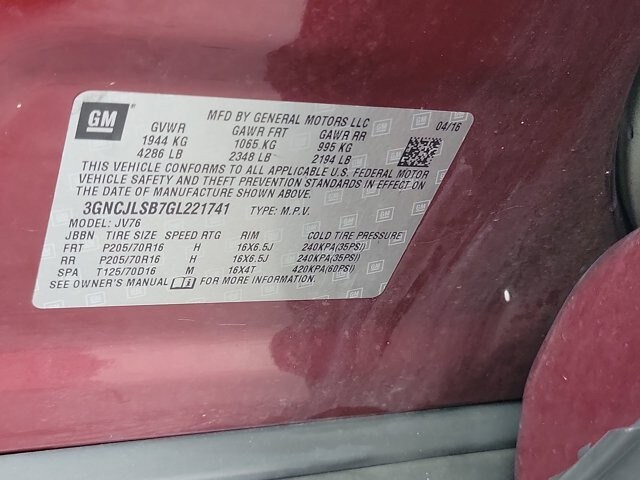 GM
MFD BY GENERAL MOTORS LLC
GVWR GAWR FRT GAWR RR 04/16
1944 KG 1065 KG 995 KG
4286 LB 2348 LB 2194 LB
THIS VEHICLE CONFORMS TO ALL APPLICABLE U.S. FEDERAL MOTOR
VEHICLE SAFETY AND THEFT PREVENTION STANDARDS IN EFFECT ON
THE DATE OF MANUFACTURE SHOWN ABOVE.
3GNCJLSB7GL221741 TYPE: M.P.V.
MODEL: JV76
JBBN TIRE SIZE SPEED RTG RIM COLD TIRE PRESSURE
FRT P205/70R16 H 16X6.5J 240KPA(35PSI)
RR P205/70R16 H 16X6.5J 240KPA(35PSI)
SPA T125/70D16 M 16X4T 420KPA(60PSI)
SEE OWNER'S MANUAL